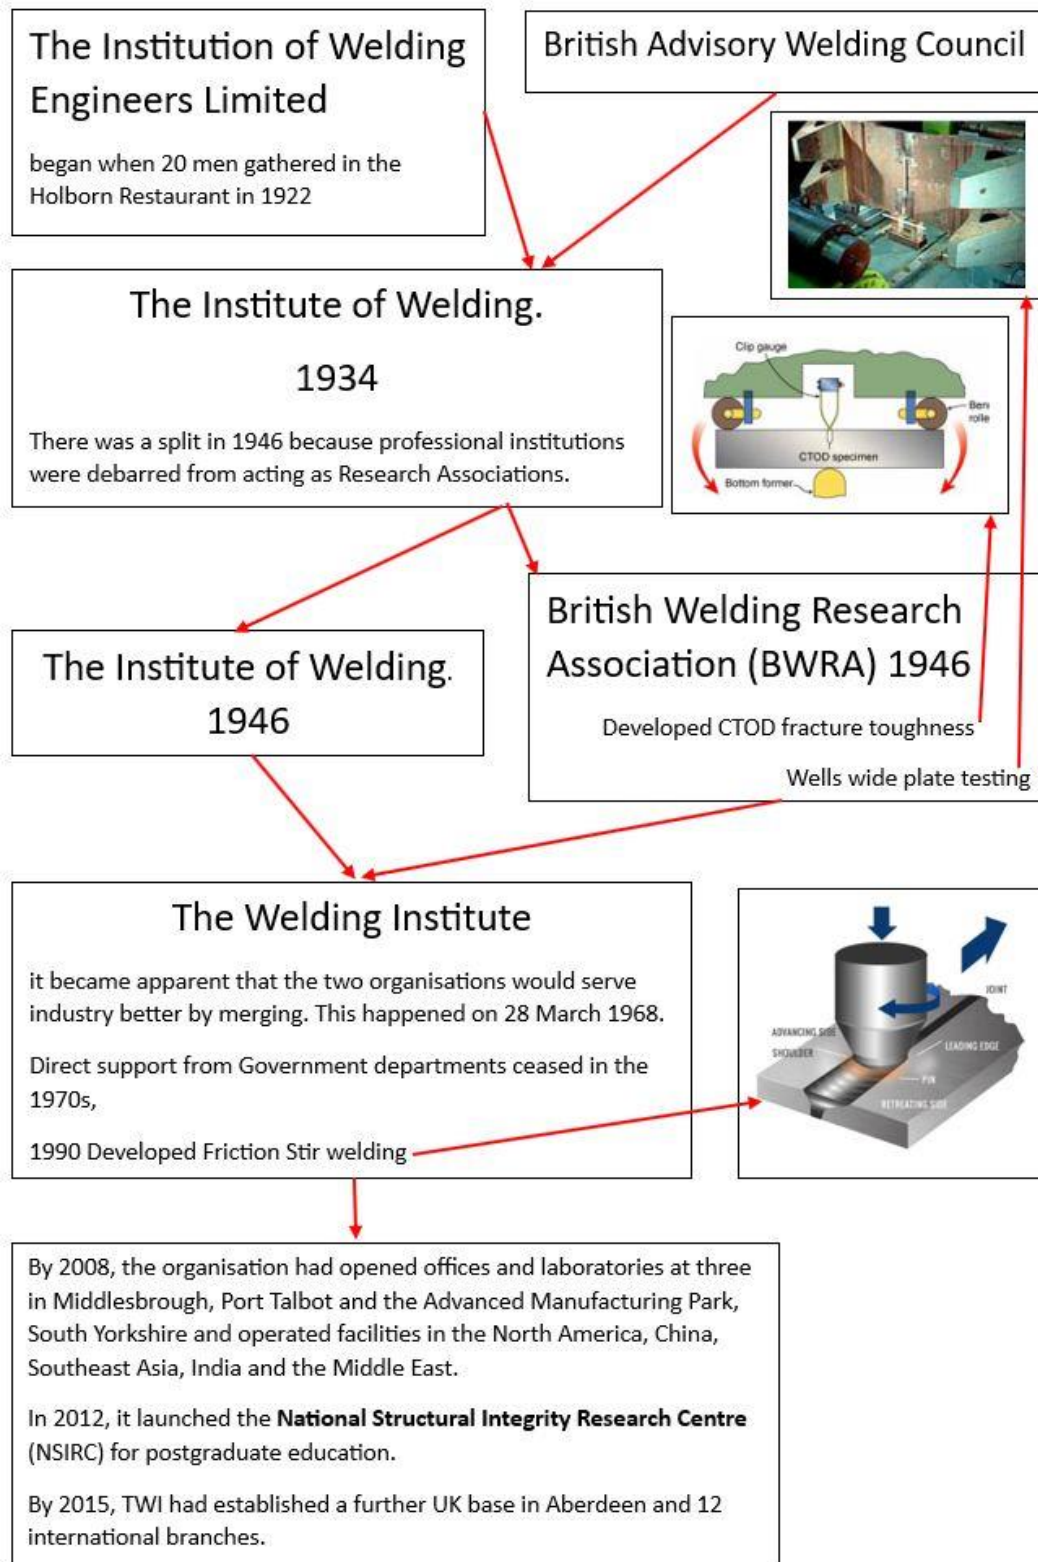 The Institution of Welding
Engineers Limited
began when 20 men gathered in the
Holborn Restaurant in 1922
British Advisory Welding Council
The Institute of Welding.
1934
There was a split in 1946 because professional institutions
were debarred from acting as Research Associations.
Clip gauge
Ben
rolle
CTOD specimen
Bottom former
The Institute of Welding.
1946
British Welding Research
Association (BWRA) 1946
Developed CTOD fracture toughness
Wells wide plate testing
The Welding Institute
it became apparent that the two organisations would serve
industry better by merging. This happened on 28 March 1968.
Direct support from Government departments ceased in the
1970s,
1990 Developed Friction Stir welding
JOINT
ADVANCING SIDE
SHOULDER
LEADING EDGE
PIN
RETREATING SIDE
By 2008, the organisation had opened offices and laboratories at three
in Middlesbrough, Port Talbot and the Advanced Manufacturing Park,
South Yorkshire and operated facilities in the North America, China,
Southeast Asia, India and the Middle East.
In 2012, it launched the National Structural Integrity Research Centre
(NSIRC) for postgraduate education.
By 2015, TWI had established a further UK base in Aberdeen and 12
international branches.